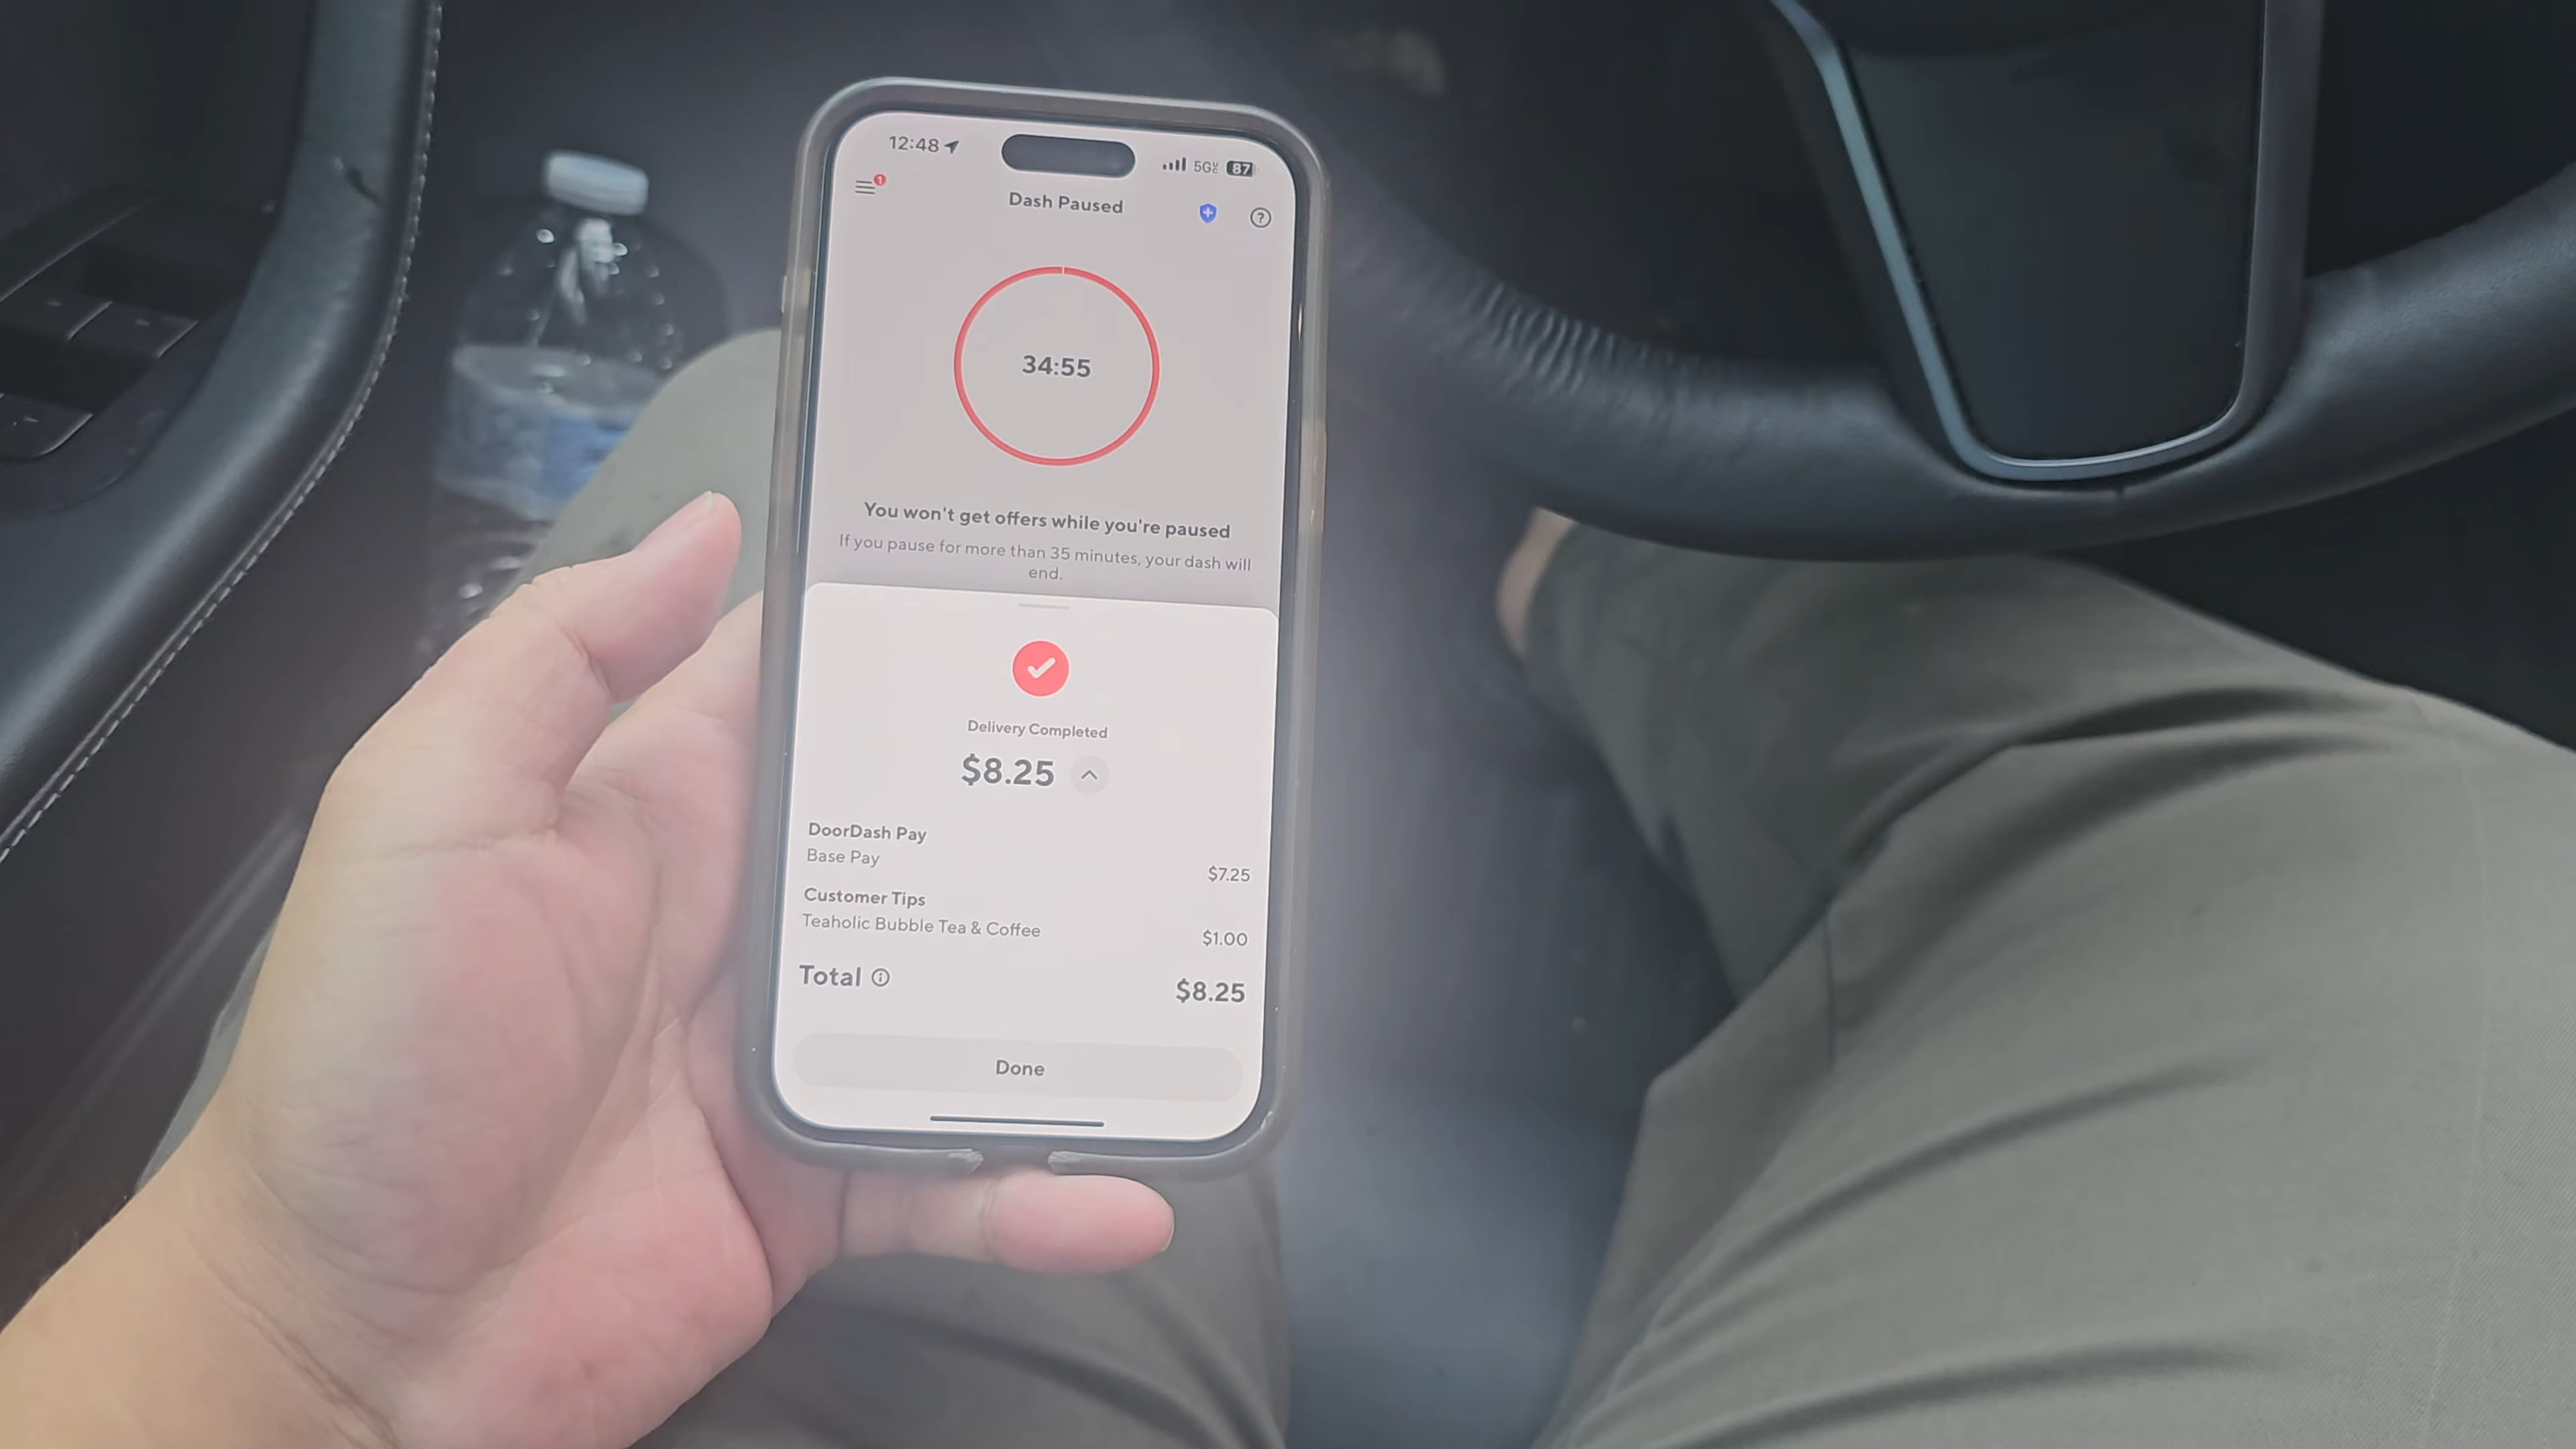 12:48
5G
87
1
Dash Paused
34:55
You won't get offers while you're paused
If you pause for more than 35 minutes, your dash will
end.
Delivery Completed
$8.25
DoorDash Pay
Base Pay
$7.25
Customer Tips
Teaholic Bubble Tea & Coffee
$1.00
Total
$8.25
Done